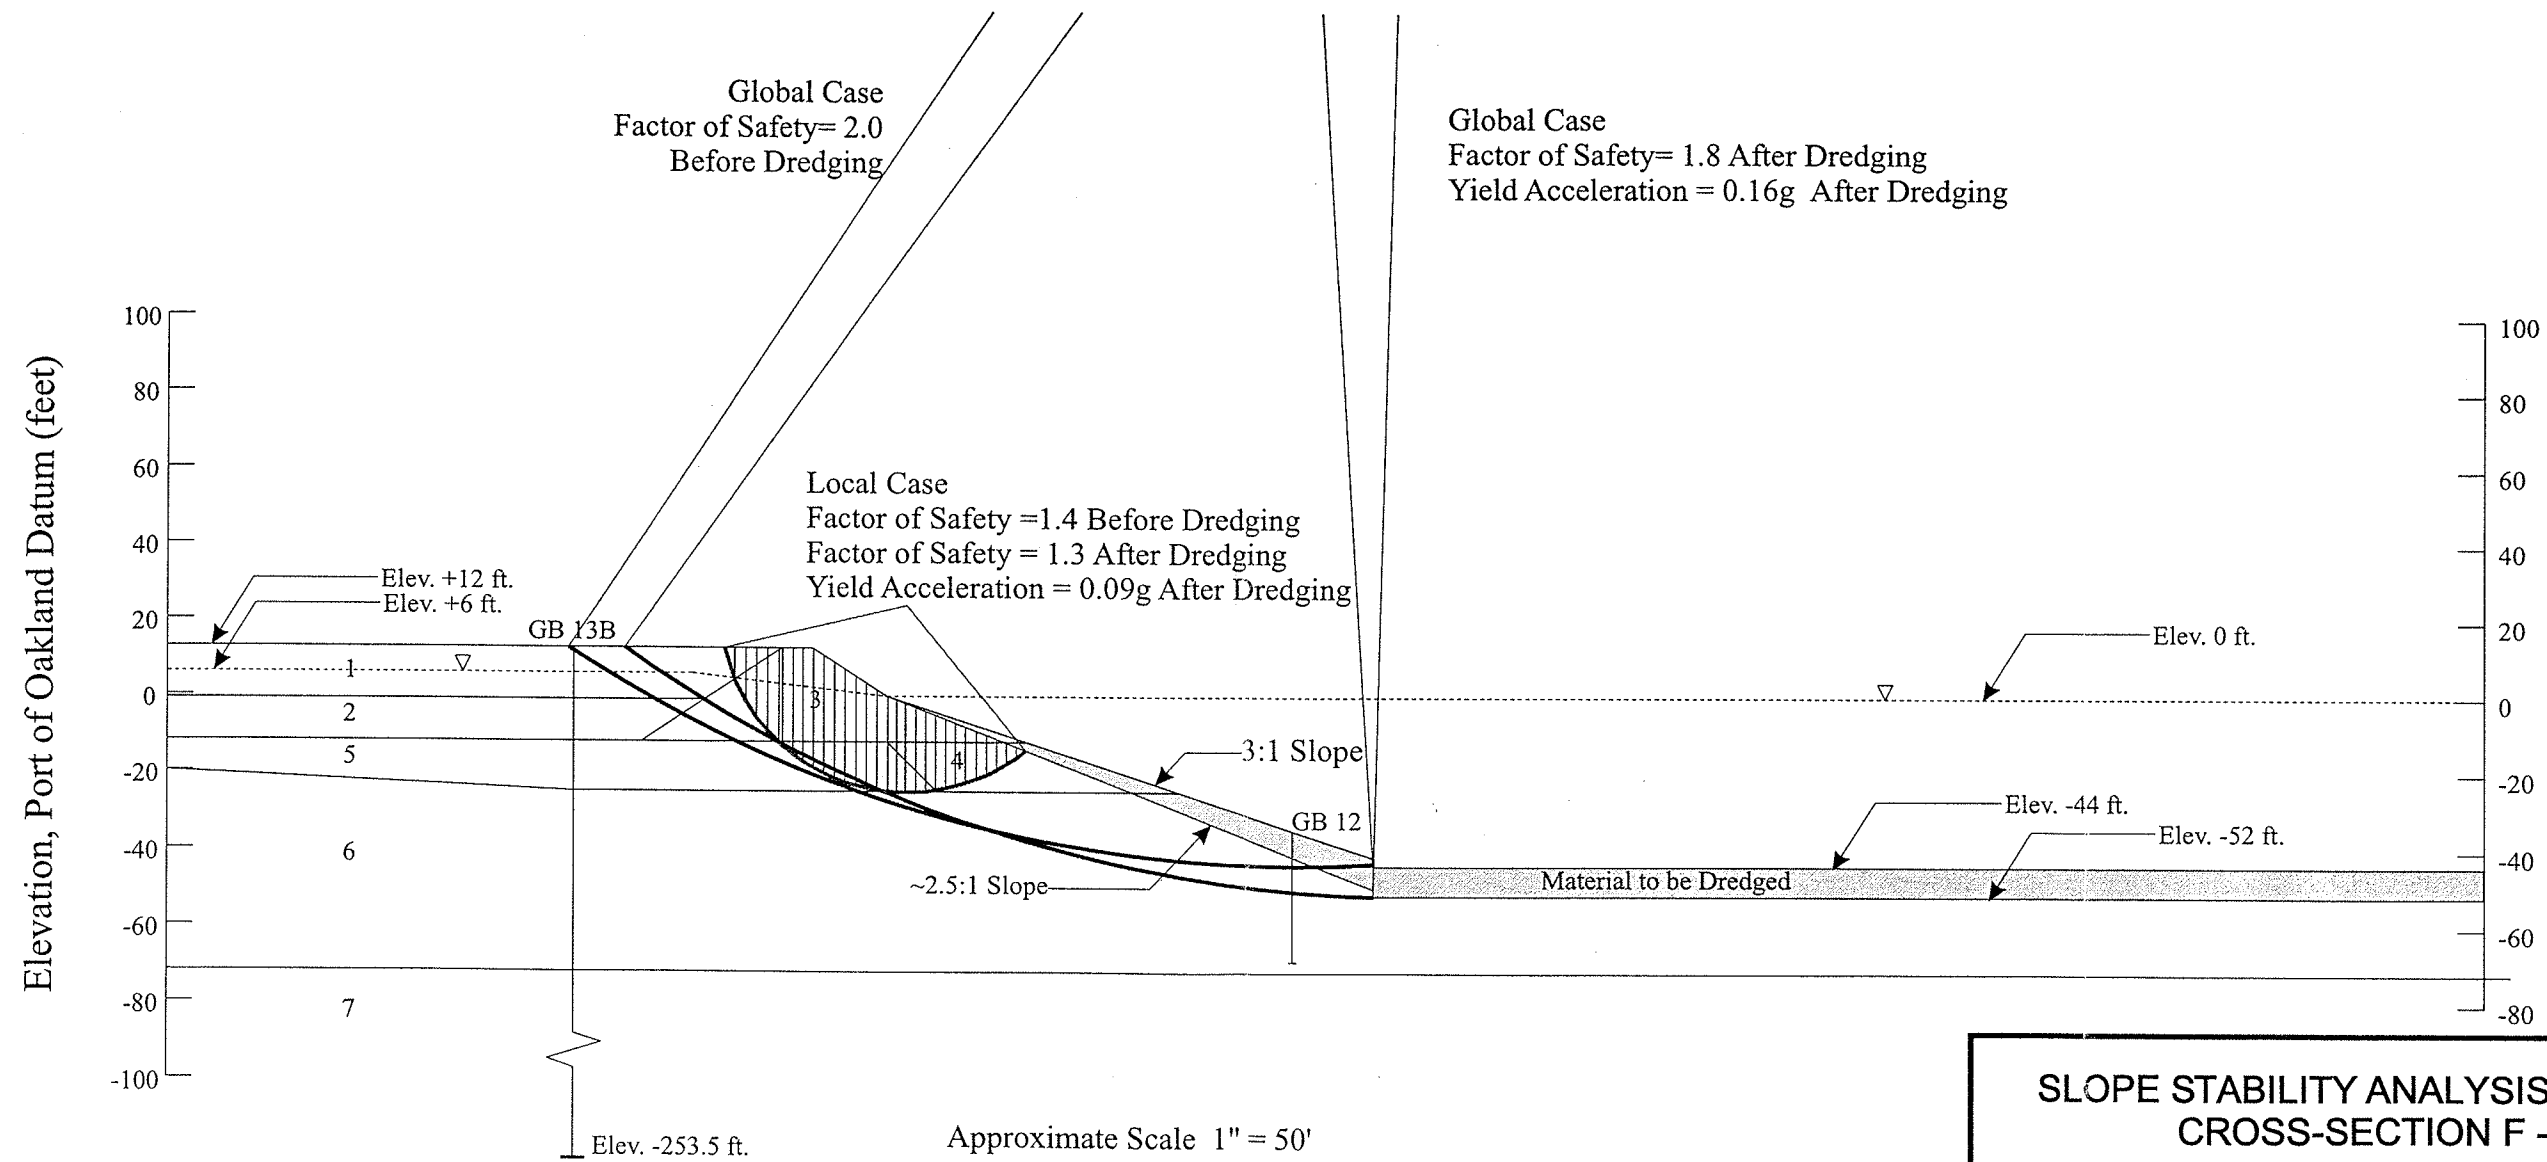 Global Case
Factor of Safety= 2.0
Before Dredging
Global Case
Factor of Safety= 1.8 After Dredging
Yield Acceleration = 0.16g After Dredging
Local Case
Factor of Safety =1.4 Before Dredging
Factor of Safety = 1.3 After Dredging
Yield Acceleration = 0.09g After Dredging
Elevation, Port of Oakland Datum (feet)
100
80
60
40
20
0
-20
-40
-60
-80
-100
Elev. +12 ft.
Elev. +6 ft.
GB 13B
1
2
5
6
7
3
4
3:1 Slope
GB 12
~2.5:1 Slope
Elev. 0 ft.
Elev. -44 ft.
Elev. -52 ft.
Material to be Dredged
100
80
60
40
20
0
-20
-40
-60
-80
Elev. -253.5 ft.
Approximate Scale 1" = 50'
SLOPE STABILITY ANALYSIS
CROSS-SECTION F -